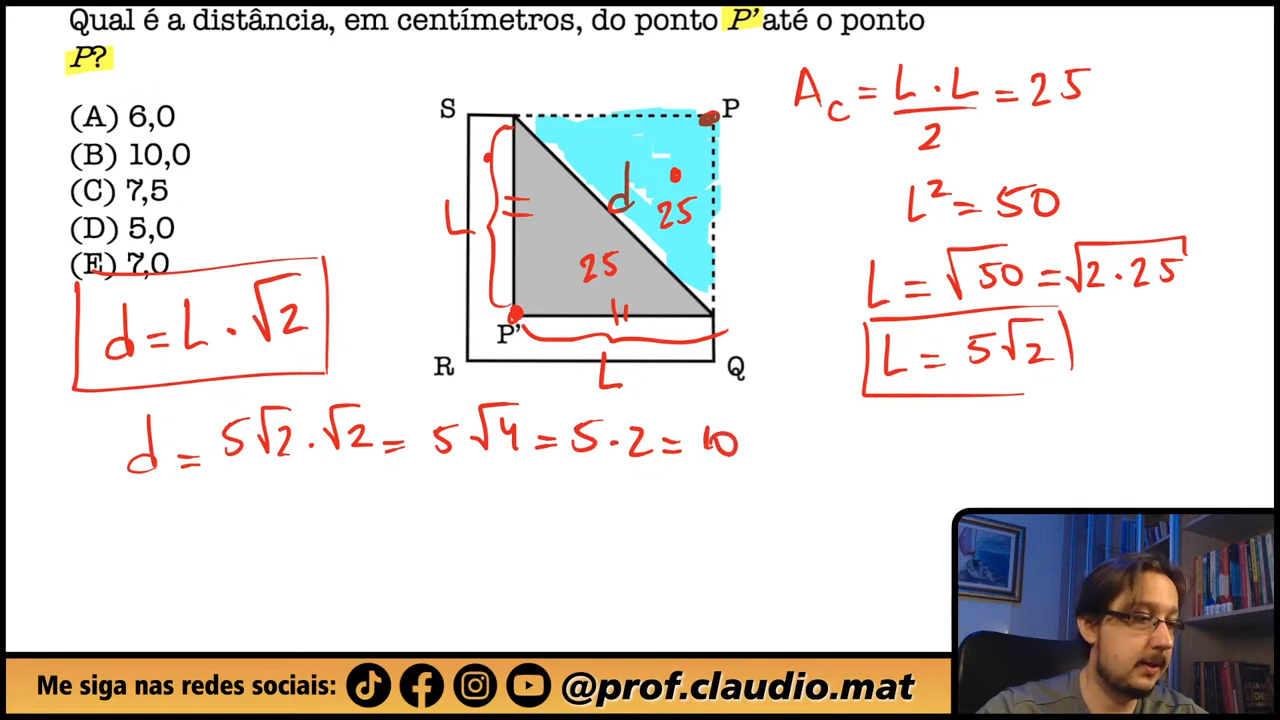 Qual é a distância, em centímetros, do ponto P' até o ponto
P?
(A) 6,0
(B) 10,0
(C) 7,5
(D) 5,0
(E) 7,0
d = L · √2
S
P
L
d
25
25
P'
R
Q
L
A_C = L · L / 2 = 25
L² = 50
L = √50 = √2 · 25
L = 5√2
d = 5√2 · √2 = 5√4 = 5 · 2 = 10
Me siga nas redes sociais: @prof.claudio.mat